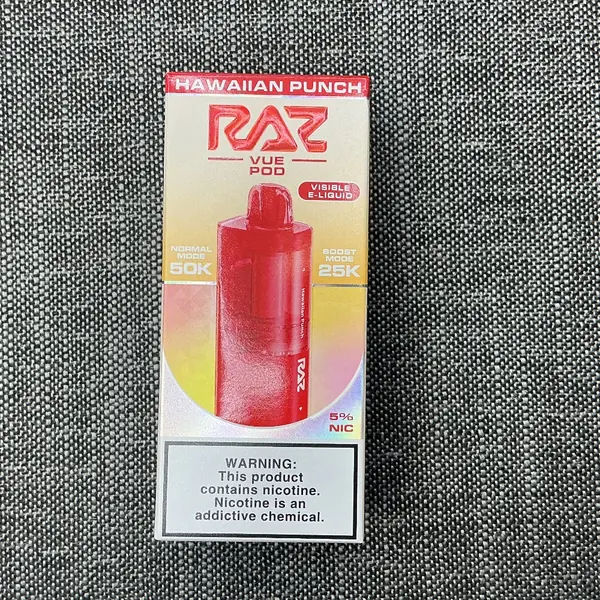 HAWAIIAN PUNCH
RAZ
VUE
POD
VISIBLE
E-LIQUID
NORMAL
MODE
50K
BOOST
MODE
25K
Hawaiian Punch
RAZ
5%
NIC
WARNING:
This product
contains nicotine.
Nicotine is an
addictive chemical.